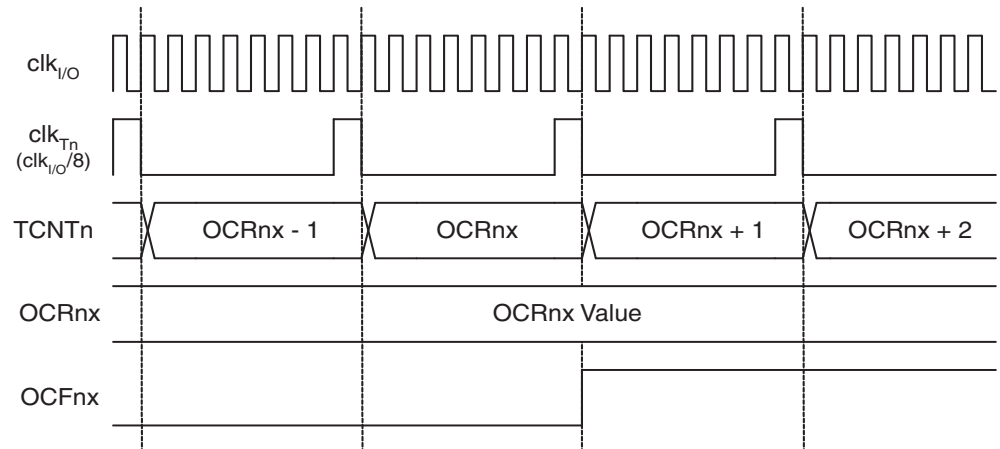 clkI/O
clkTn
(clkI/O/8)
TCNTn OCRnx - 1 OCRnx OCRnx + 1 OCRnx + 2
OCRnx OCRnx Value
OCFnx